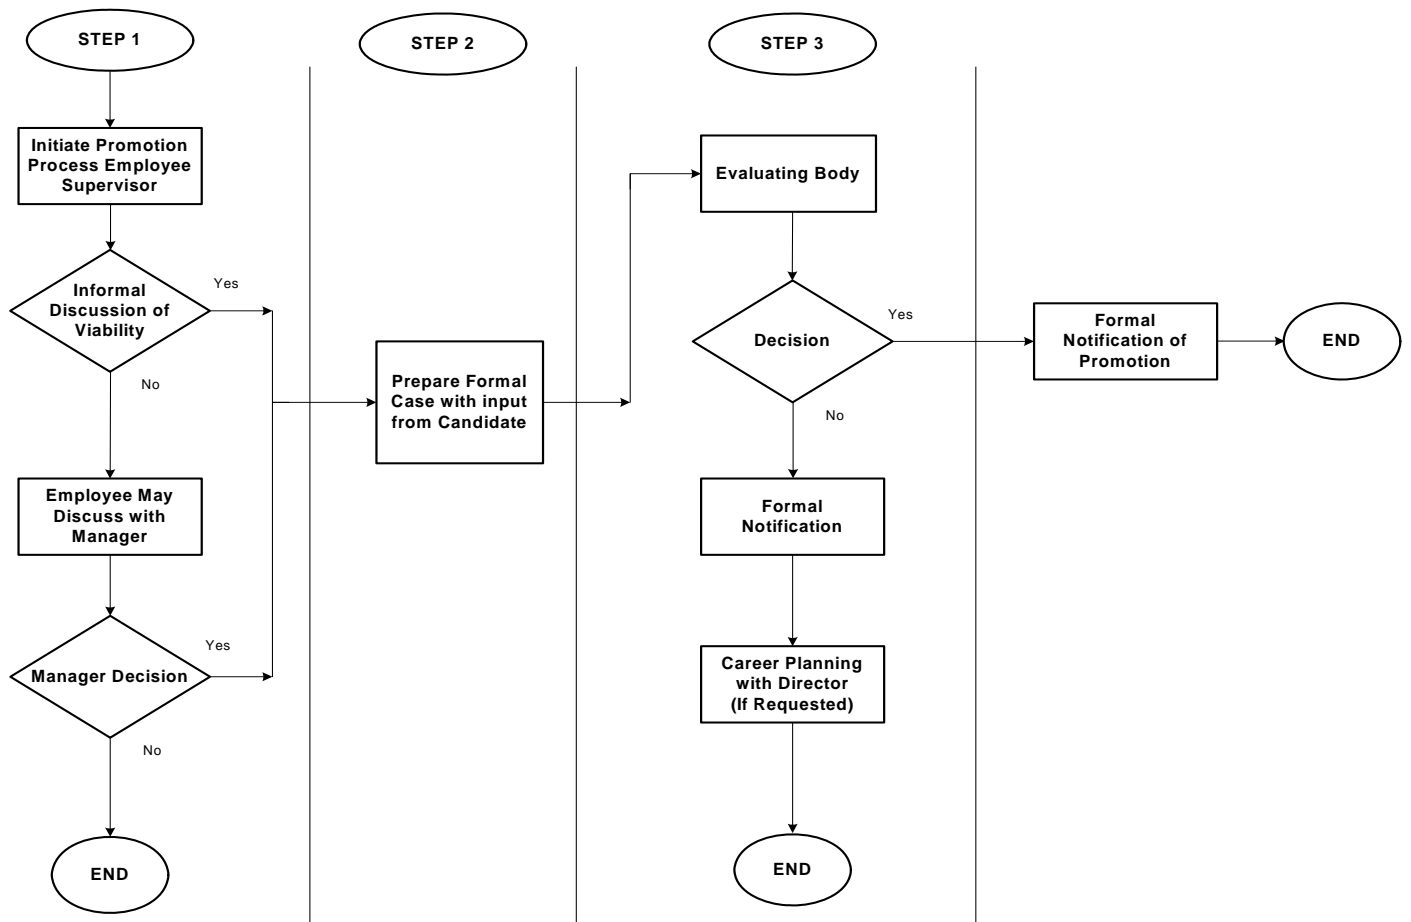 STEP 1
STEP 2
STEP 3
Initiate Promotion
Process Employee
Supervisor
Informal
Discussion of
Viability
Yes
No
Employee May
Discuss with
Manager
Manager Decision
Yes
No
END
Prepare Formal
Case with input
from Candidate
Evaluating Body
Decision
Yes
No
Formal
Notification
Career Planning
with Director
(If Requested)
END
Formal
Notification of
Promotion
END